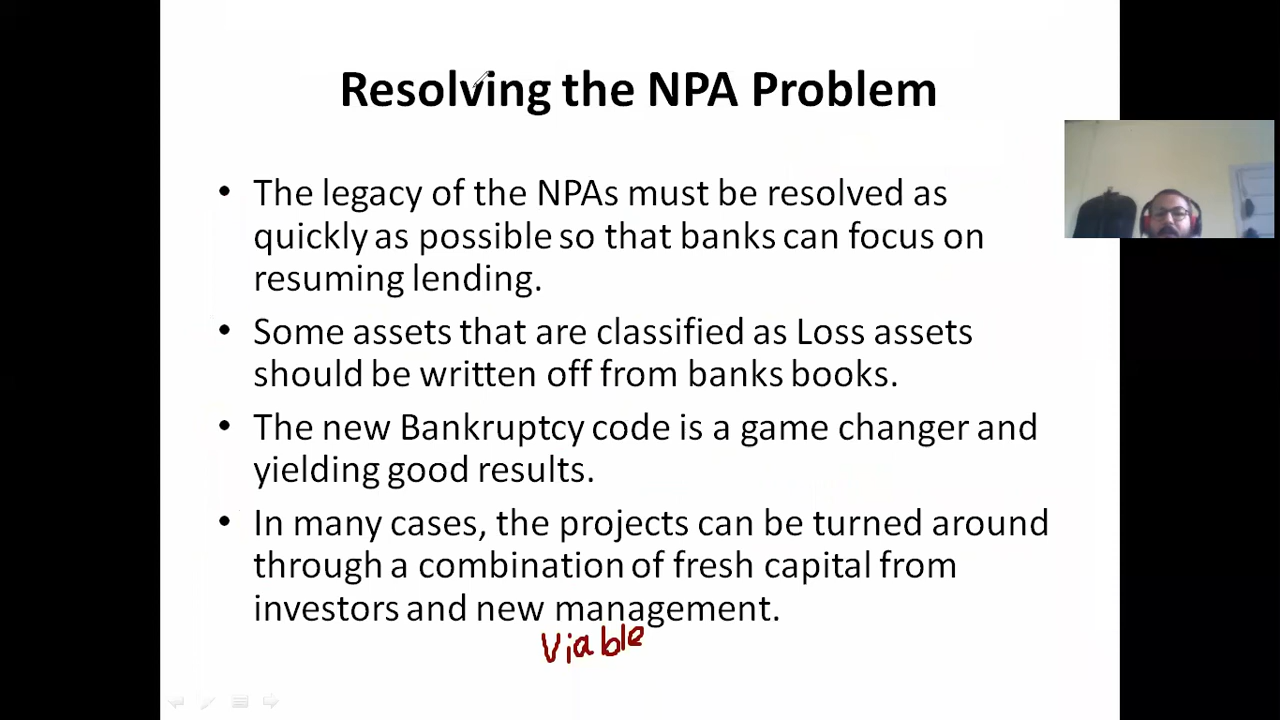 Resolving the NPA Problem
• The legacy of the NPAs must be resolved as
quickly as possible so that banks can focus on
resuming lending.
• Some assets that are classified as Loss assets
should be written off from banks books.
• The new Bankruptcy code is a game changer and
yielding good results.
• In many cases, the projects can be turned around
through a combination of fresh capital from
investors and new management.
Viable